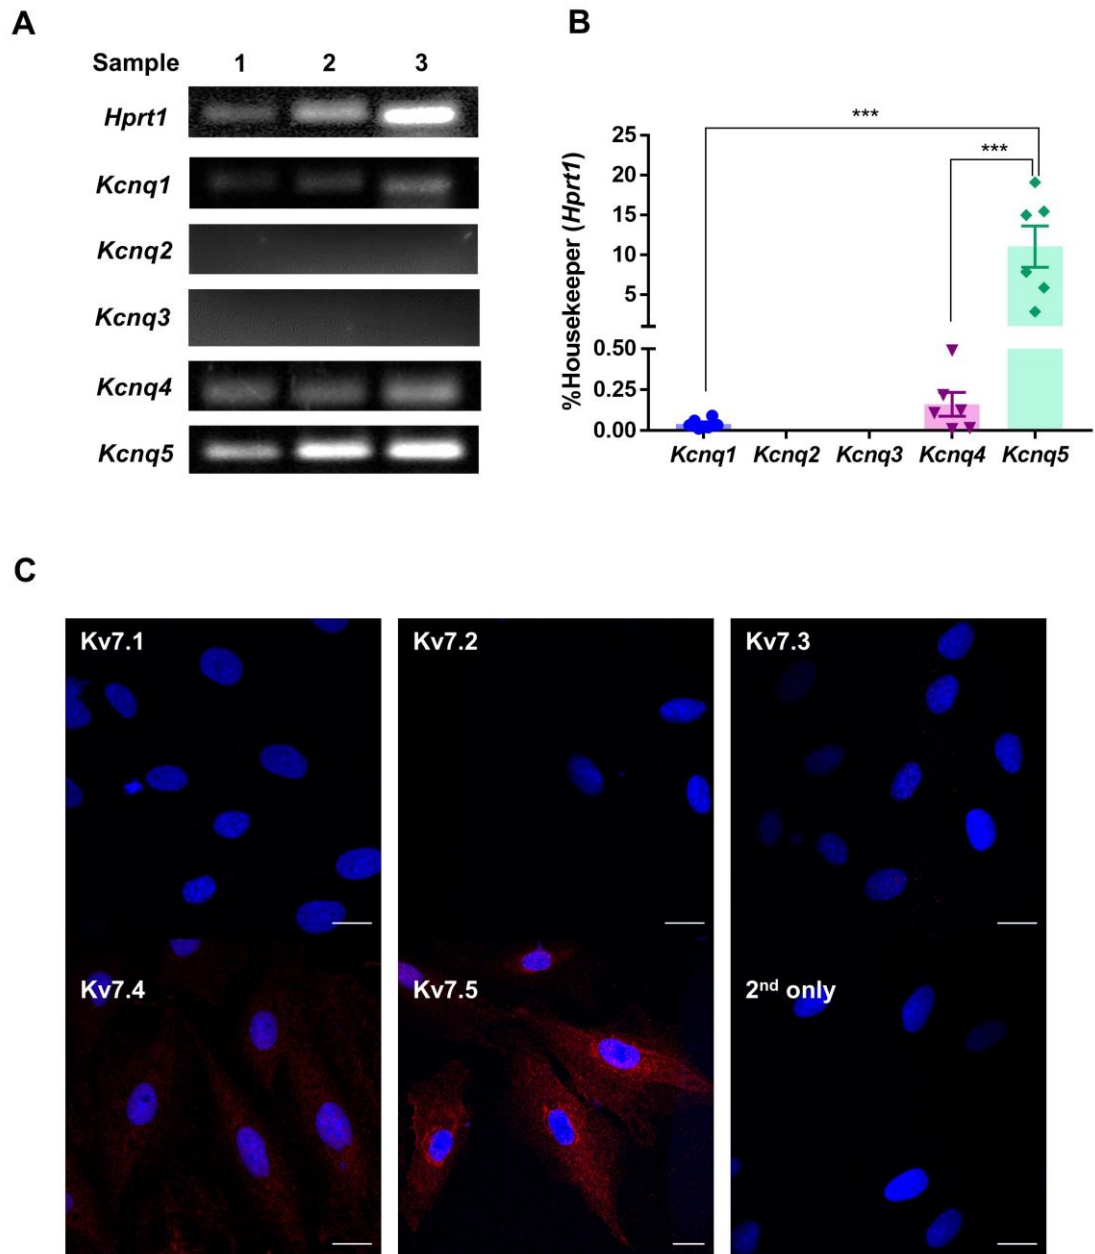 A
Sample 1 2 3
Hprt1
Kcnq1
Kcnq2
Kcnq3
Kcnq4
Kcnq5
B
%Housekeeper (Hprt1)
***
***
25
20
15
10
5
0.50
0.25
0.00
Kcnq1 Kcnq2 Kcnq3 Kcnq4 Kcnq5
C
Kv7.1 Kv7.2 Kv7.3
Kv7.4 Kv7.5 2nd only